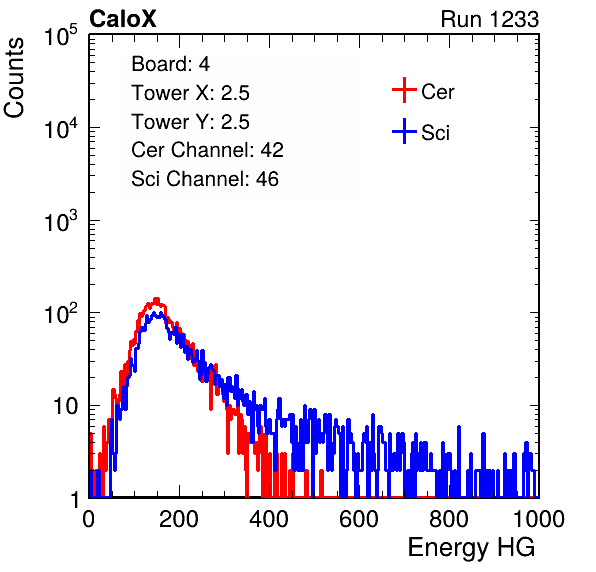 CaloX Run 1233
Counts
10^5
10^4
10^3
10^2
10
1
Board: 4
Tower X: 2.5
Tower Y: 2.5
Cer Channel: 42
Sci Channel: 46
Cer
Sci
0 200 400 600 800 1000
Energy HG